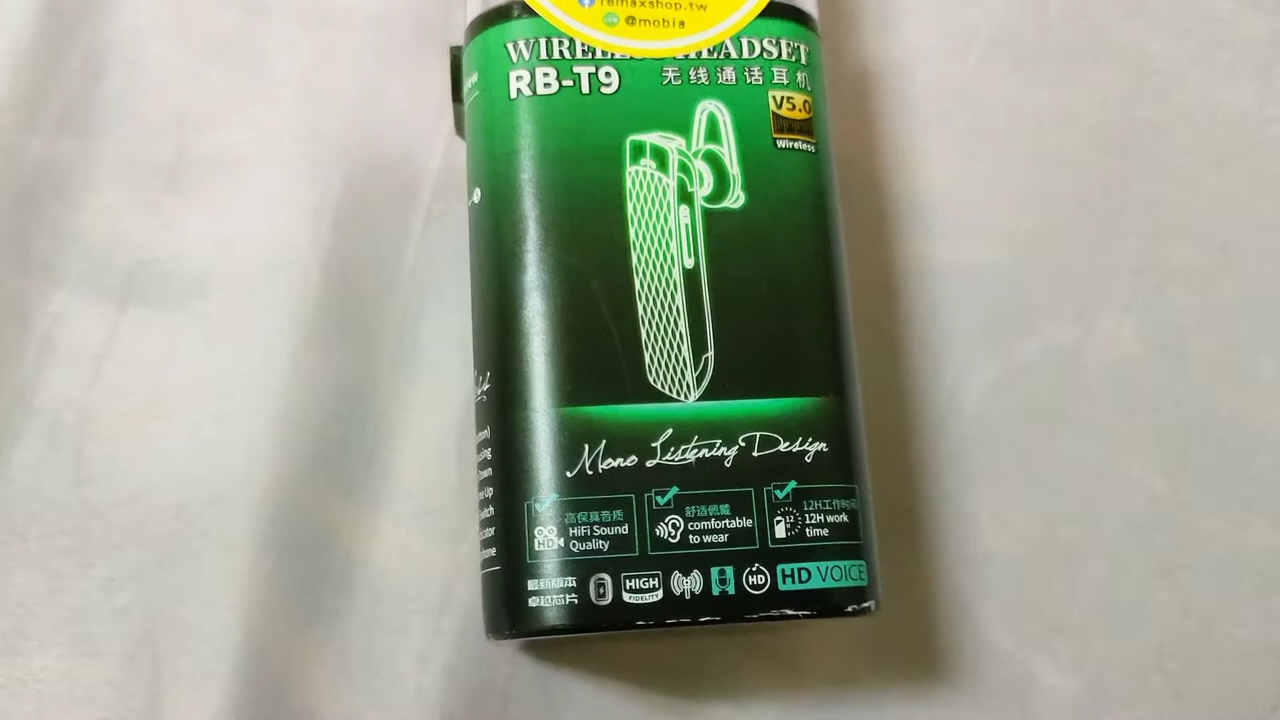 remaxshop.tw
@mobia
WIRELESS HEADSET
RB-T9 无线通话耳机
V5.0
Wireless
Mono Listening Design
高保真音质
HiFi Sound
Quality
HD
舒适佩戴
comfortable
to wear
12H工作时间
12H work
time
12
H
最新版本
卓越芯片
HIGH
FIDELITY
HD
HD VOICE